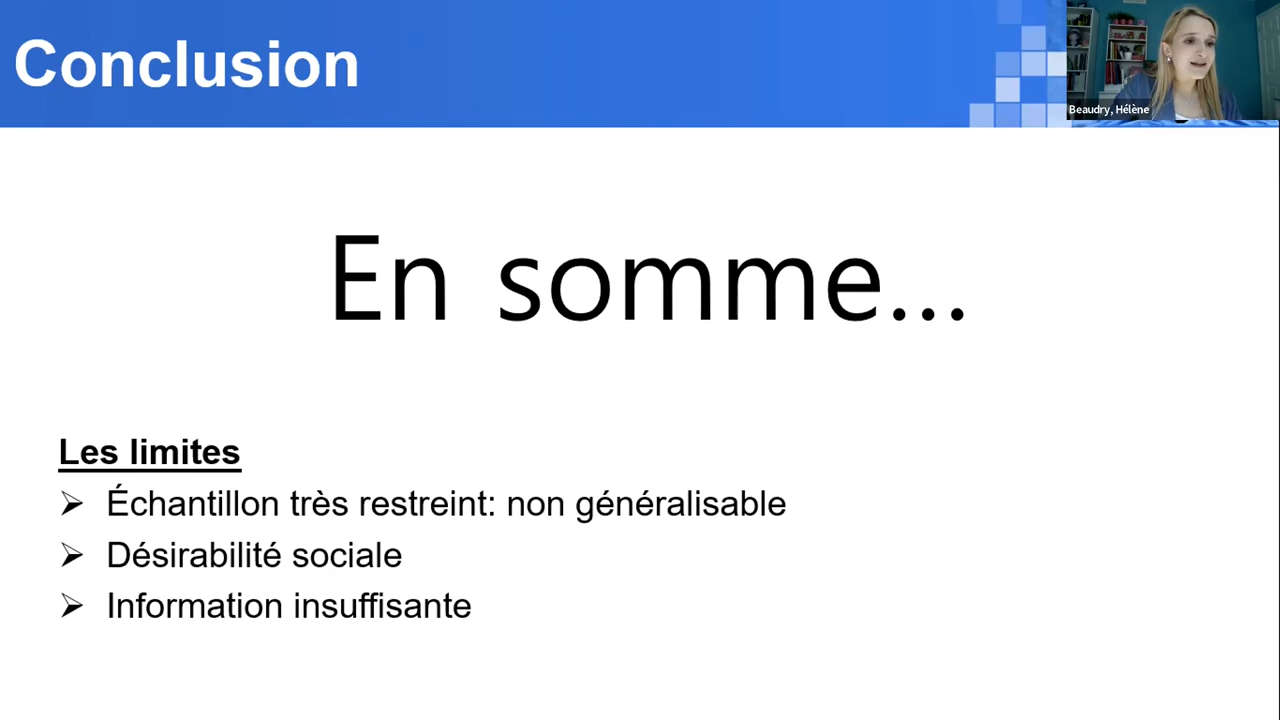 Conclusion
Beaudry, Hélène
En somme...
Les limites
➢ Échantillon très restreint: non généralisable
➢ Désirabilité sociale
➢ Information insuffisante